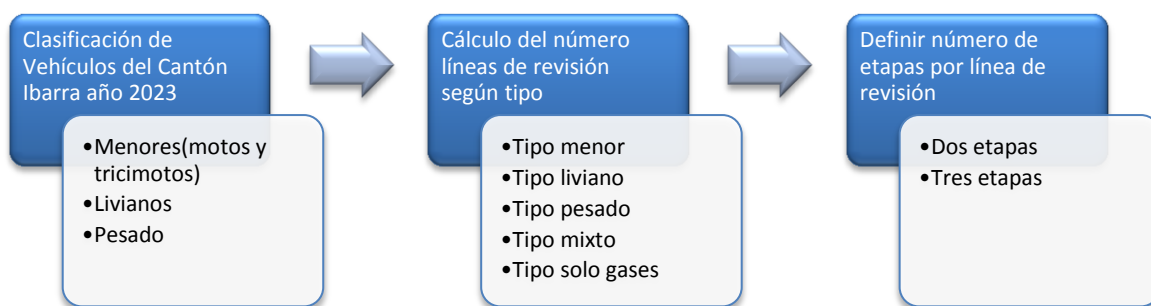 Clasificación de
Vehículos del Cantón
Ibarra año 2023
•Menores(motos y
tricimotos)
•Livianos
•Pesado
Cálculo del número
líneas de revisión
según tipo
•Tipo menor
•Tipo liviano
•Tipo pesado
•Tipo mixto
•Tipo solo gases
Definir número de
etapas por línea de
revisión
•Dos etapas
•Tres etapas